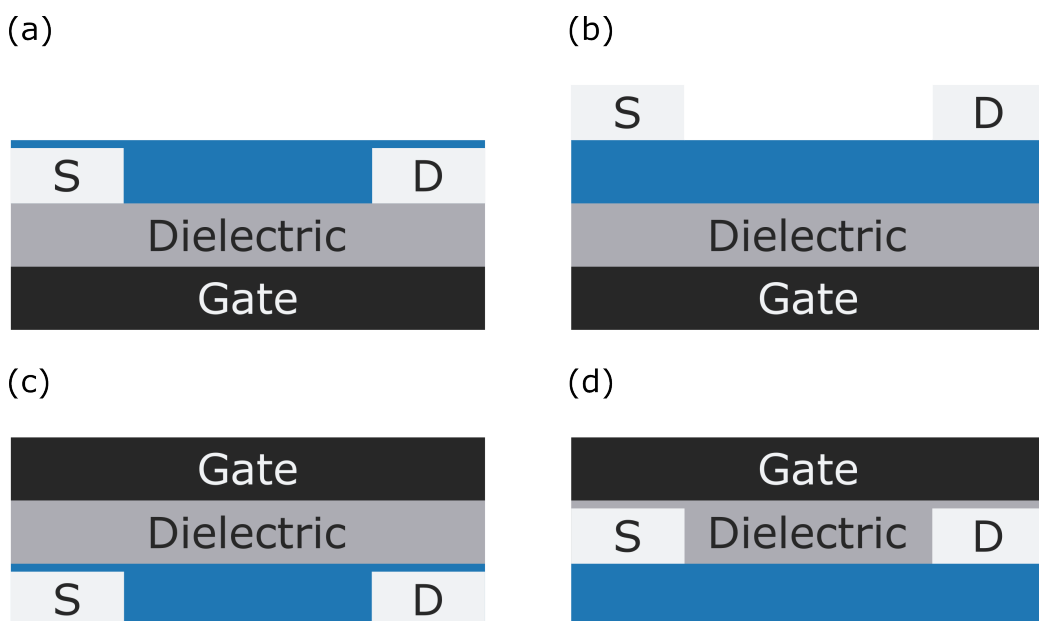 (a)
(b)
S D
S D
Dielectric
Dielectric
Gate
Gate
(c)
(d)
Gate
Gate
Dielectric
S Dielectric D
S D